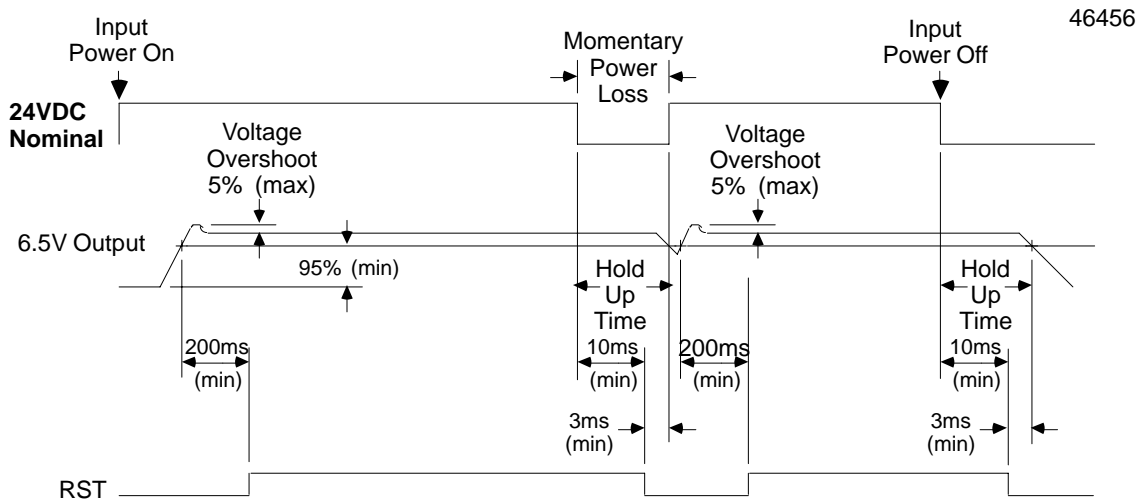 46456
Input
Power On
Momentary
Power
Loss
Input
Power Off
24VDC
Nominal
Voltage
Overshoot
5% (max)
Voltage
Overshoot
5% (max)
6.5V Output
95% (min)
Hold
Up
Time
Hold
Up
Time
200ms
(min)
10ms
(min)
200ms
(min)
10ms
(min)
3ms
(min)
3ms
(min)
RST